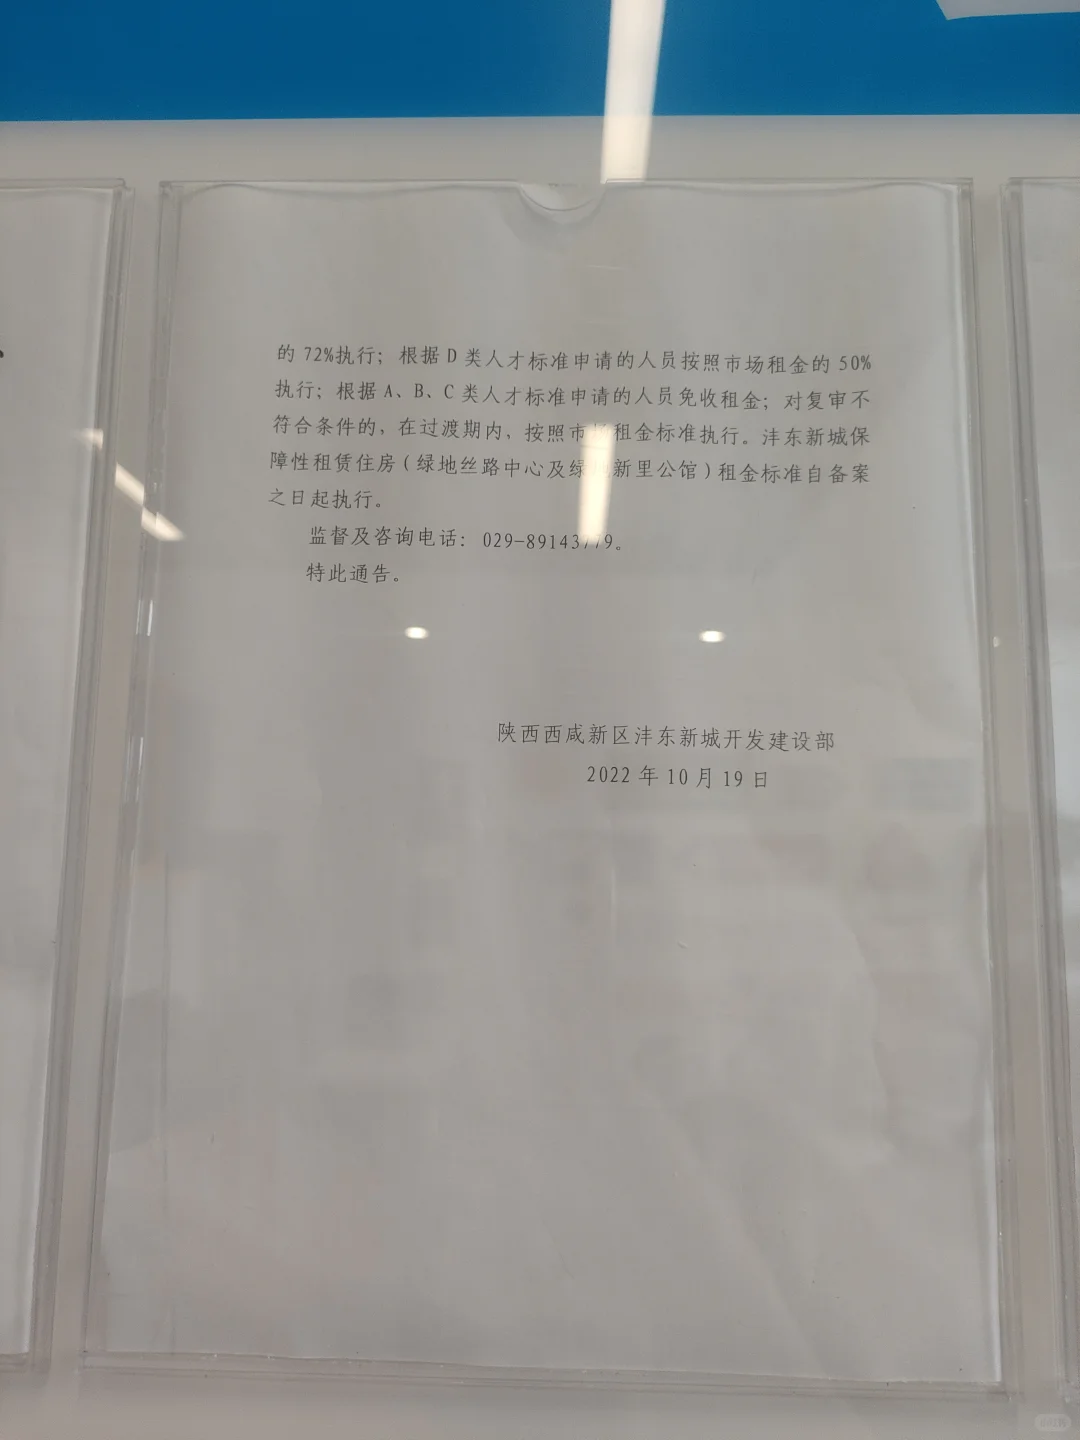 的 72%执行；根据 D 类人才标准申请的人员按照市场租金的 50%
执行；根据 A、B、C 类人才标准申请的人员免收租金；对复审不
符合条件的，在过渡期内，按照市场租金标准执行。沣东新城保
障性租赁住房（绿地丝路中心及绿地新里公馆）租金标准自备案
之日起执行。
监督及咨询电话：029-89143779。
特此通告。
陕西西咸新区沣东新城开发建设部
2022 年 10 月 19 日